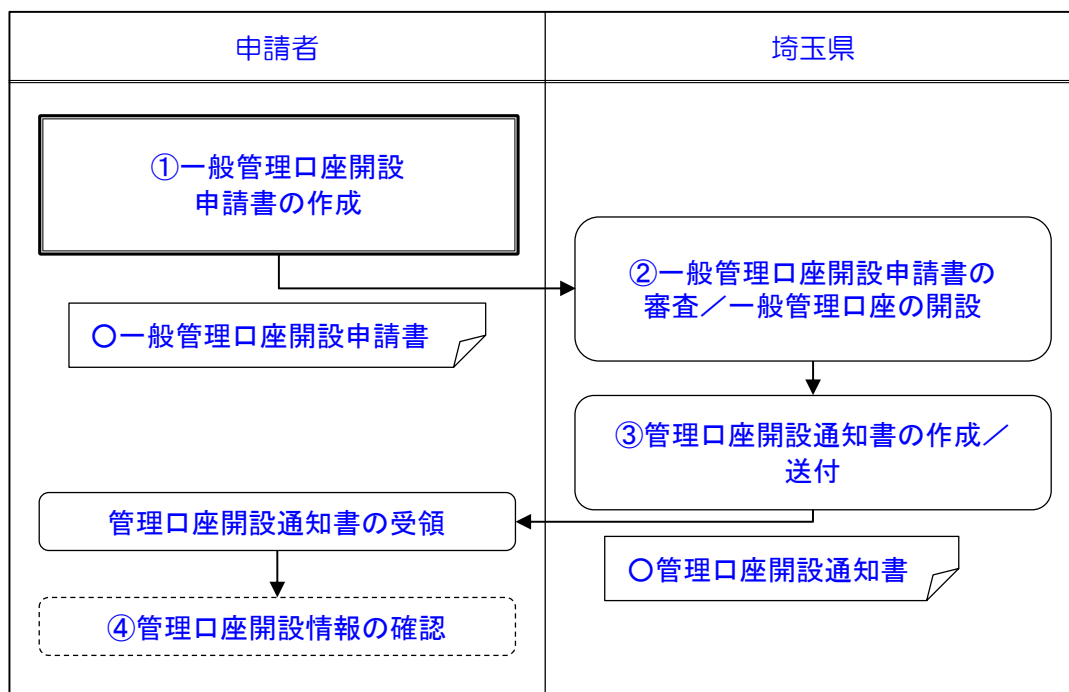 申請者
埼玉県
①一般管理口座開設
申請書の作成
②一般管理口座開設申請書の
審査／一般管理口座の開設
〇一般管理口座開設申請書
③管理口座開設通知書の作成／
送付
管理口座開設通知書の受領
〇管理口座開設通知書
④管理口座開設情報の確認